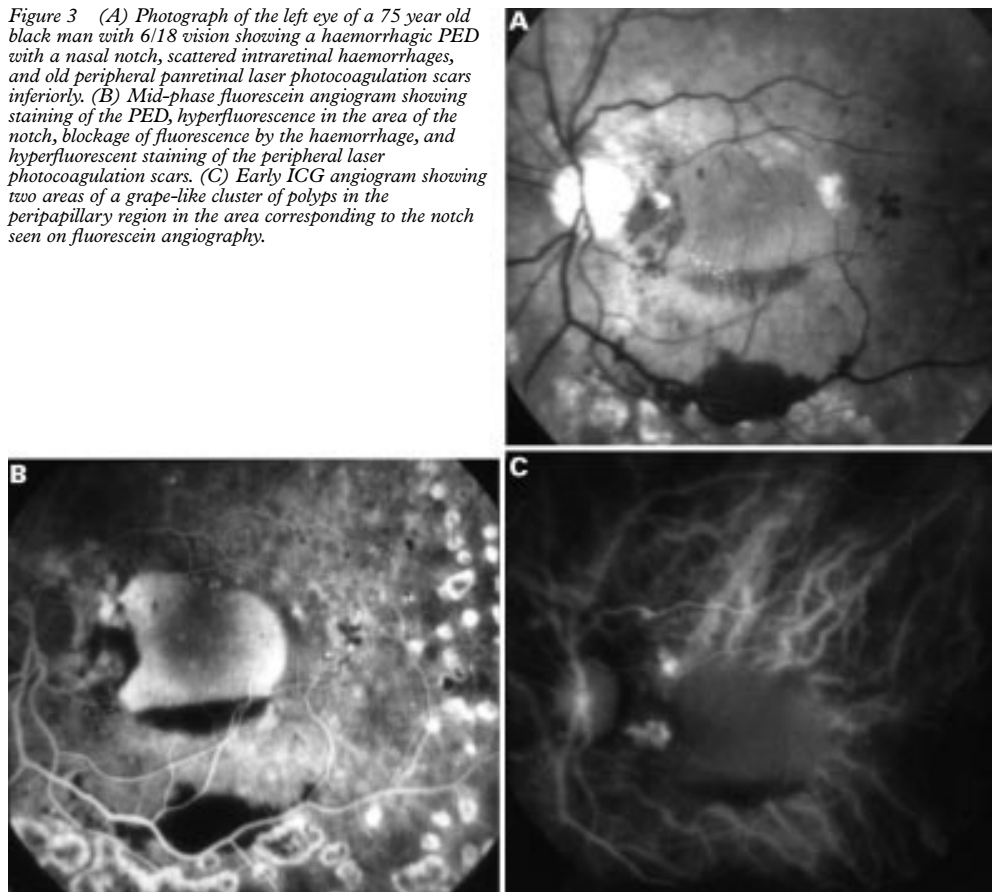 Figure 3 (A) Photograph of the left eye of a 75 year old
black man with 6/18 vision showing a haemorrhagic PED
with a nasal notch, scattered intraretinal haemorrhages,
and old peripheral panretinal laser photocoagulation scars
inferiorly. (B) Mid-phase fluorescein angiogram showing
staining of the PED, hyperfluorescence in the area of the
notch, blockage of fluorescence by the haemorrhage, and
hyperfluorescent staining of the peripheral laser
photocoagulation scars. (C) Early ICG angiogram showing
two areas of a grape-like cluster of polyps in the
peripapillary region in the area corresponding to the notch
seen on fluorescein angiography.
A
B
C